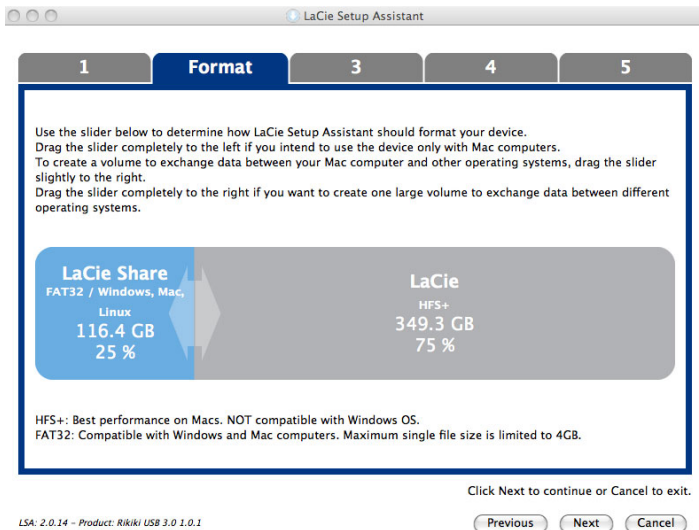 LaCie Setup Assistant
1
Format
3
4
5
Use the slider below to determine how LaCie Setup Assistant should format your device.
Drag the slider completely to the left if you intend to use the device only with Mac computers.
To create a volume to exchange data between your Mac computer and other operating systems, drag the slider
slightly to the right.
Drag the slider completely to the right if you want to create one large volume to exchange data between different
operating systems.
LaCie Share
FAT32 / Windows, Mac,
Linux
116.4 GB
25 %
LaCie
HFS+
349.3 GB
75 %
HFS+: Best performance on Macs. NOT compatible with Windows OS.
FAT32: Compatible with Windows and Mac computers. Maximum single file size is limited to 4GB.
Click Next to continue or Cancel to exit.
LSA: 2.0.14 – Product: Rikiki USB 3.0 1.0.1
Previous
Next
Cancel